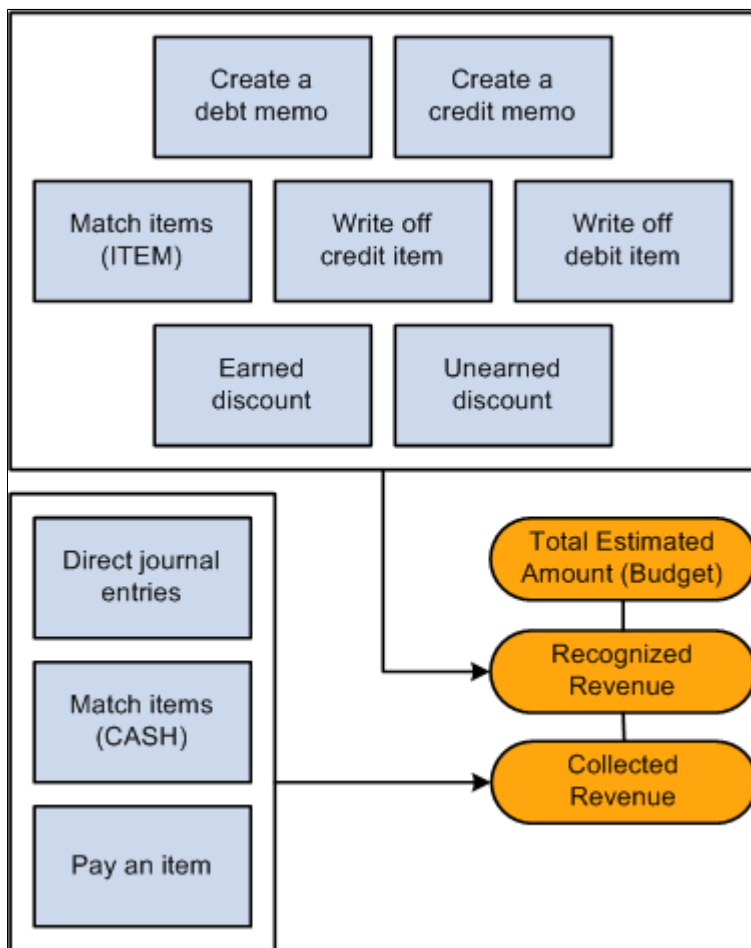 Create a
debt memo
Create a
credit memo
Match items
(ITEM)
Write off
credit item
Write off
debit item
Earned
discount
Unearned
discount
Direct journal
entries
Match items
(CASH)
Pay an item
Total Estimated
Amount (Budget)
Recognized
Revenue
Collected
Revenue